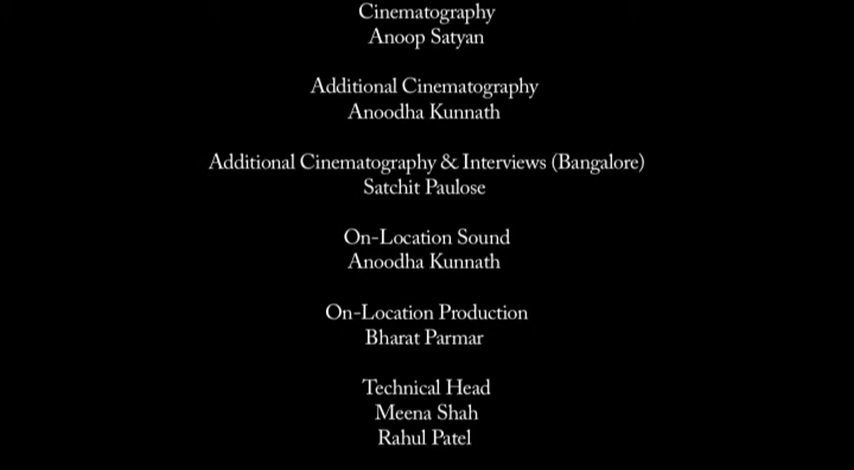 Cinematography
Anoop Satyan
Additional Cinematography
Anoodha Kunnath
Additional Cinematography & Interviews (Bangalore)
Satchit Paulose
On-Location Sound
Anoodha Kunnath
On-Location Production
Bharat Parmar
Technical Head
Meena Shah
Rahul Patel